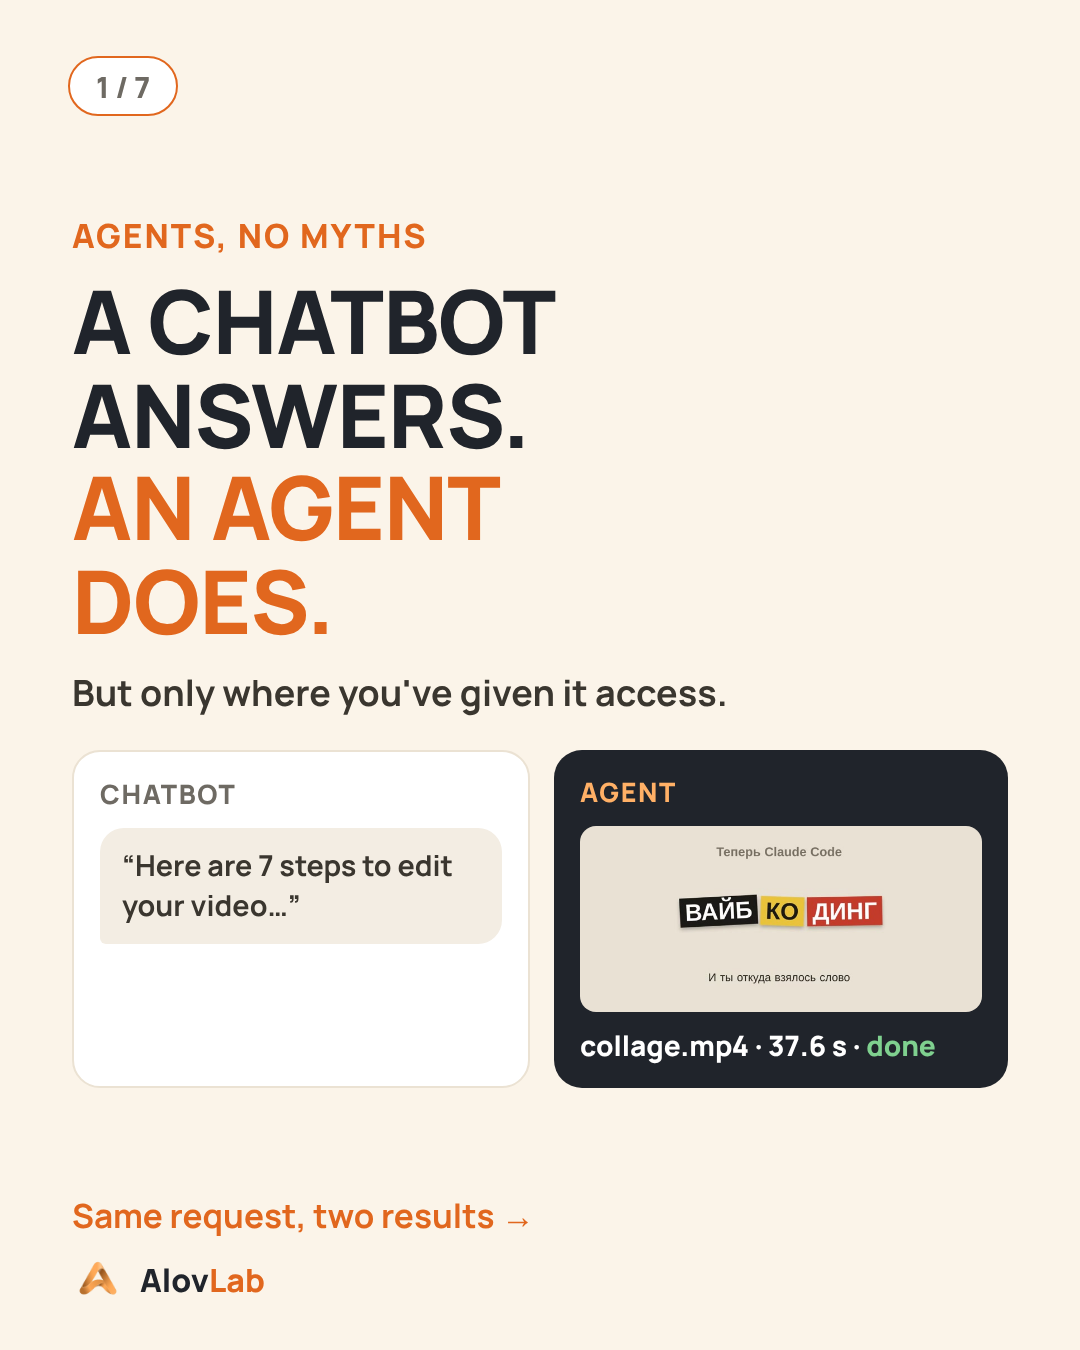 1 / 7
AGENTS, NO MYTHS
A CHATBOT
ANSWERS.
AN AGENT
DOES.
But only where you've given it access.
CHATBOT
“Here are 7 steps to edit
your video…”
AGENT
Теперь Claude Code
ВАЙБ КО ДИНГ
И ты откуда взялось слово
collage.mp4 · 37.6 s · done
Same request, two results →
AlovLab